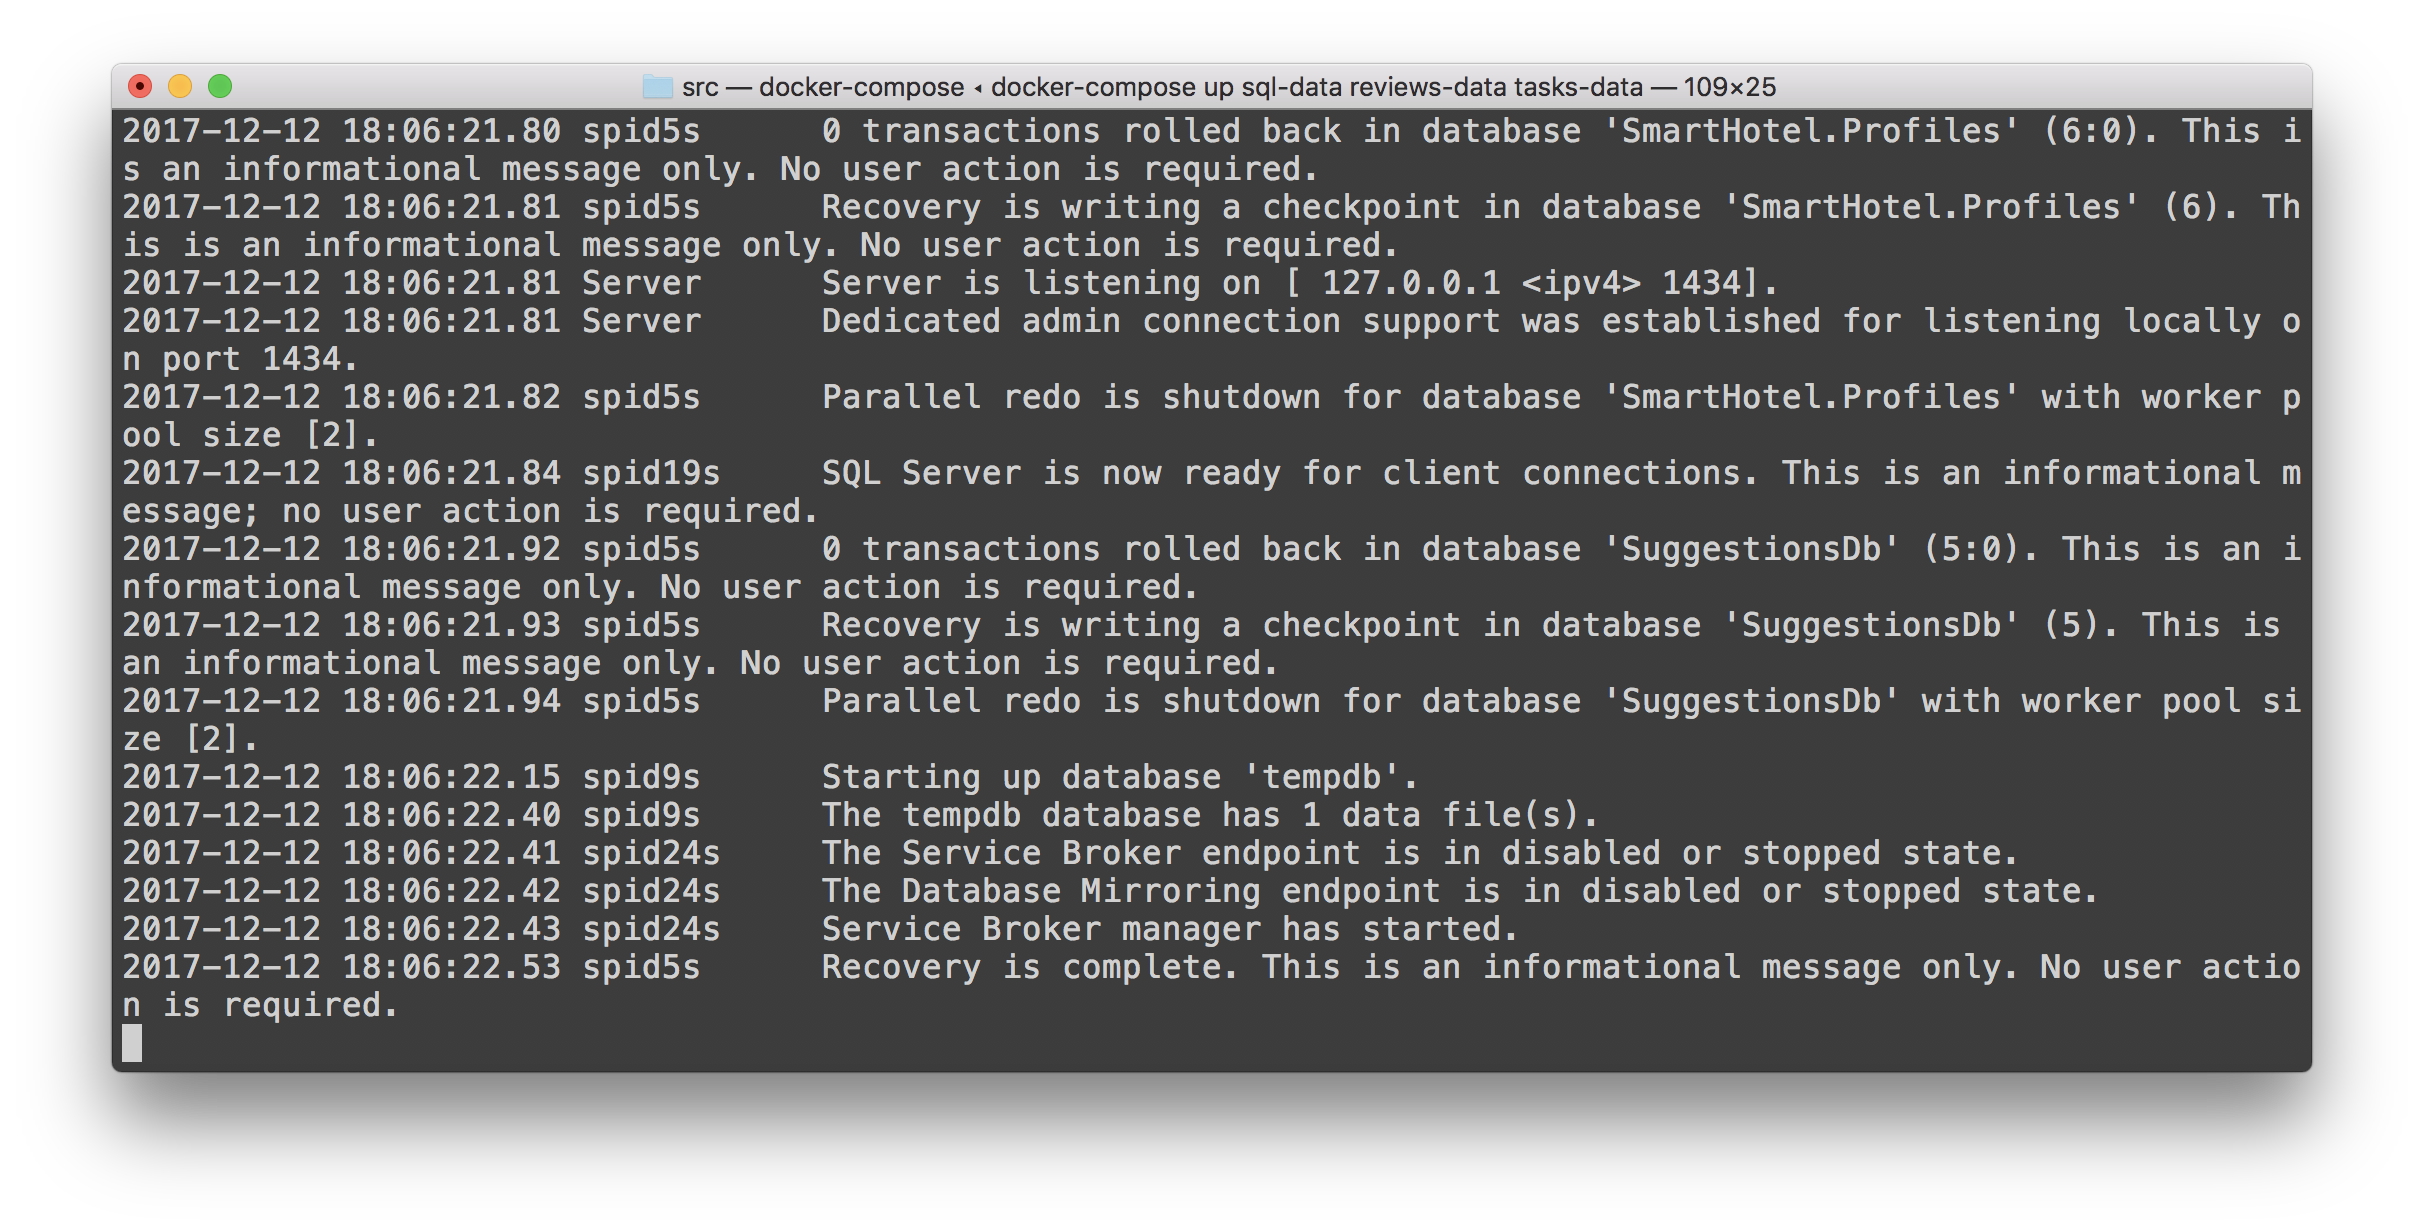 src — docker-compose ◂ docker-compose up sql-data reviews-data tasks-data — 109×25
2017-12-12 18:06:21.80 spid5s      0 transactions rolled back in database 'SmartHotel.Profiles' (6:0). This i
s an informational message only. No user action is required.
2017-12-12 18:06:21.81 spid5s      Recovery is writing a checkpoint in database 'SmartHotel.Profiles' (6). Th
is is an informational message only. No user action is required.
2017-12-12 18:06:21.81 Server      Server is listening on [ 127.0.0.1 <ipv4> 1434].
2017-12-12 18:06:21.81 Server      Dedicated admin connection support was established for listening locally o
n port 1434.
2017-12-12 18:06:21.82 spid5s      Parallel redo is shutdown for database 'SmartHotel.Profiles' with worker p
ool size [2].
2017-12-12 18:06:21.84 spid19s     SQL Server is now ready for client connections. This is an informational m
essage; no user action is required.
2017-12-12 18:06:21.92 spid5s      0 transactions rolled back in database 'SuggestionsDb' (5:0). This is an i
nformational message only. No user action is required.
2017-12-12 18:06:21.93 spid5s      Recovery is writing a checkpoint in database 'SuggestionsDb' (5). This is
an informational message only. No user action is required.
2017-12-12 18:06:21.94 spid5s      Parallel redo is shutdown for database 'SuggestionsDb' with worker pool si
ze [2].
2017-12-12 18:06:22.15 spid9s      Starting up database 'tempdb'.
2017-12-12 18:06:22.40 spid9s      The tempdb database has 1 data file(s).
2017-12-12 18:06:22.41 spid24s     The Service Broker endpoint is in disabled or stopped state.
2017-12-12 18:06:22.42 spid24s     The Database Mirroring endpoint is in disabled or stopped state.
2017-12-12 18:06:22.43 spid24s     Service Broker manager has started.
2017-12-12 18:06:22.53 spid5s      Recovery is complete. This is an informational message only. No user actio
n is required.